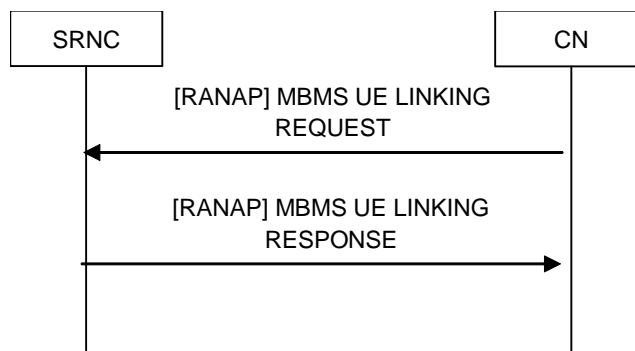 SRNC
CN
[RANAP] MBMS UE LINKING
REQUEST
[RANAP] MBMS UE LINKING
RESPONSE